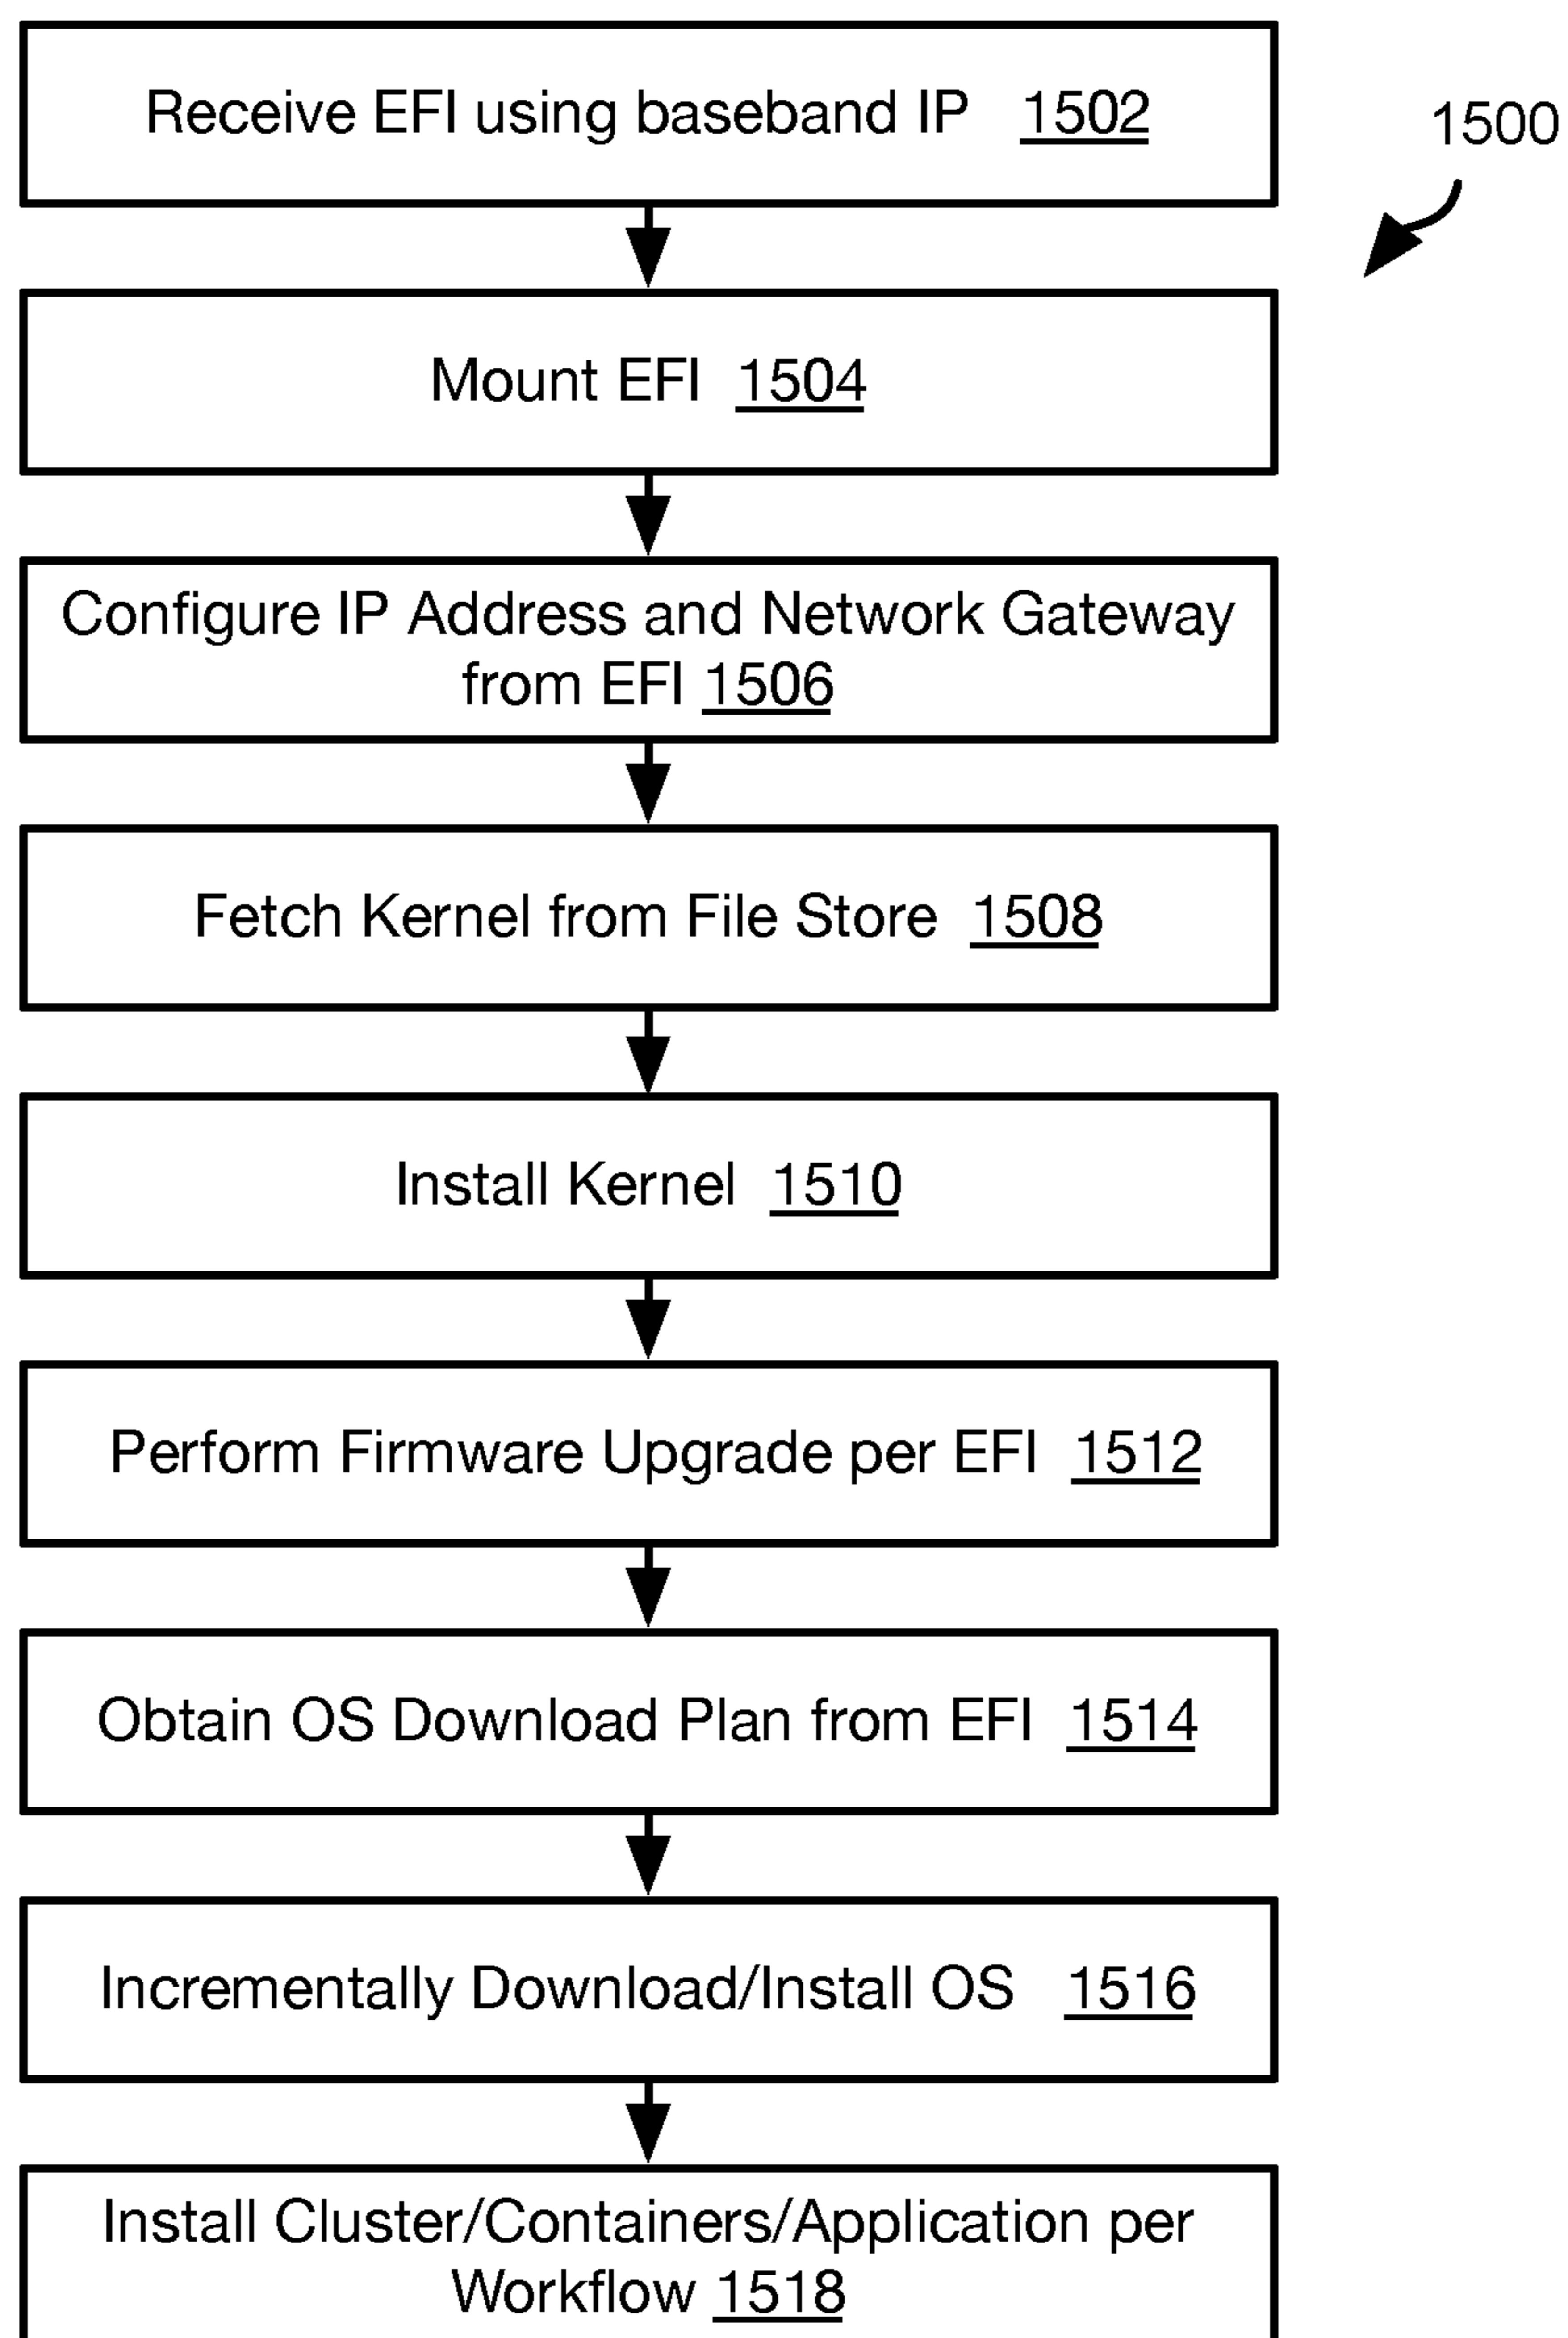 Receive EFI using baseband IP 1502
1500
Mount EFI 1504
Configure IP Address and Network Gateway
from EFI 1506
Fetch Kernel from File Store 1508
Install Kernel 1510
Perform Firmware Upgrade per EFI 1512
Obtain OS Download Plan from EFI 1514
Incrementally Download/Install OS 1516
Install Cluster/Containers/Application per
Workflow 1518